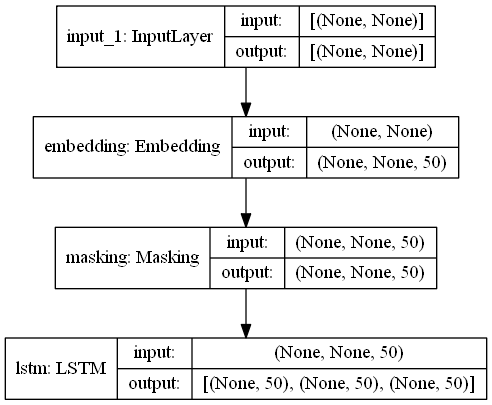 input_1: InputLayer
input: [(None, None)]
output: [(None, None)]
embedding: Embedding
input: (None, None)
output: (None, None, 50)
masking: Masking
input: (None, None, 50)
output: (None, None, 50)
lstm: LSTM
input: (None, None, 50)
output: [(None, 50), (None, 50), (None, 50)]